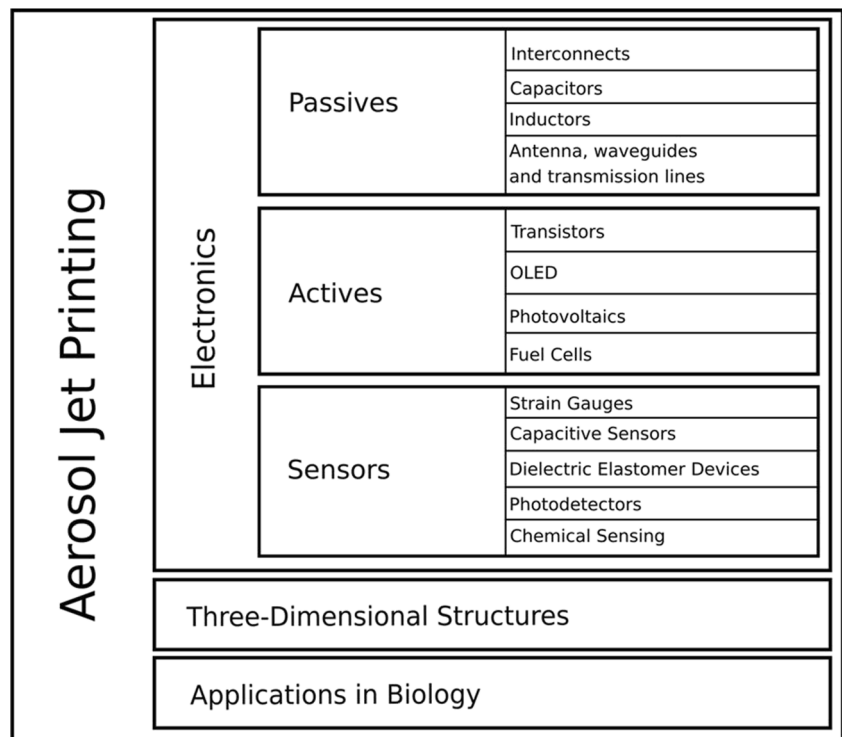 Aerosol Jet Printing
Electronics
Passives
Interconnects
Capacitors
Inductors
Antenna, waveguides
and transmission lines
Actives
Transistors
OLED
Photovoltaics
Fuel Cells
Sensors
Strain Gauges
Capacitive Sensors
Dielectric Elastomer Devices
Photodetectors
Chemical Sensing
Three-Dimensional Structures
Applications in Biology